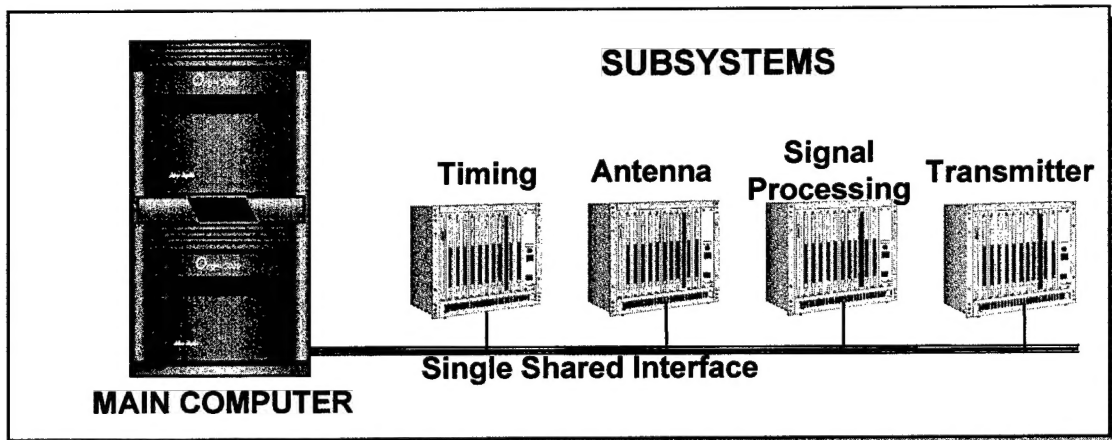 SUBSYSTEMS
Timing
Antenna
Signal
Processing
Transmitter
Single Shared Interface
MAIN COMPUTER